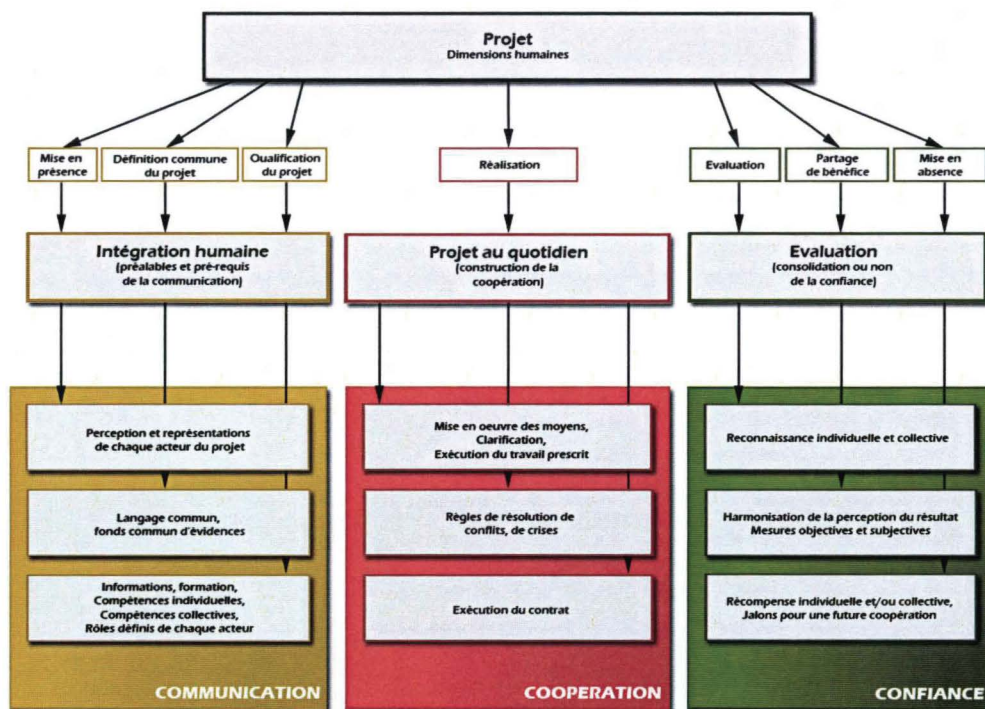 Projet
Dimensions humaines
Mise en
présence
Définition commune
du projet
Qualification
du projet
Réalisation
Evaluation
Partage
de bénéfice
Mise en
absence
Intégration humaine
(préalables et pré-requis
de la communication)
Projet au quotidien
(construction de la
coopération)
Evaluation
(consolidation ou non
de la confiance)
Perception et représentations
de chaque acteur du projet
Langage commun,
fonds commun d'évidences
Informations, formation,
Compétences individuelles,
Compétences collectives,
Rôles définis de chaque acteur
COMMUNICATION
Mise en oeuvre des moyens,
Clarification,
Exécution du travail prescrit
Règles de résolution de
conflits, de crises
Exécution du contrat
COOPERATION
Reconnaissance individuelle et collective
Harmonisation de la perception du résultat
Mesures objectives et subjectives
Récompense individuelle et/ou collective,
Jalons pour une future coopération
CONFIANCE